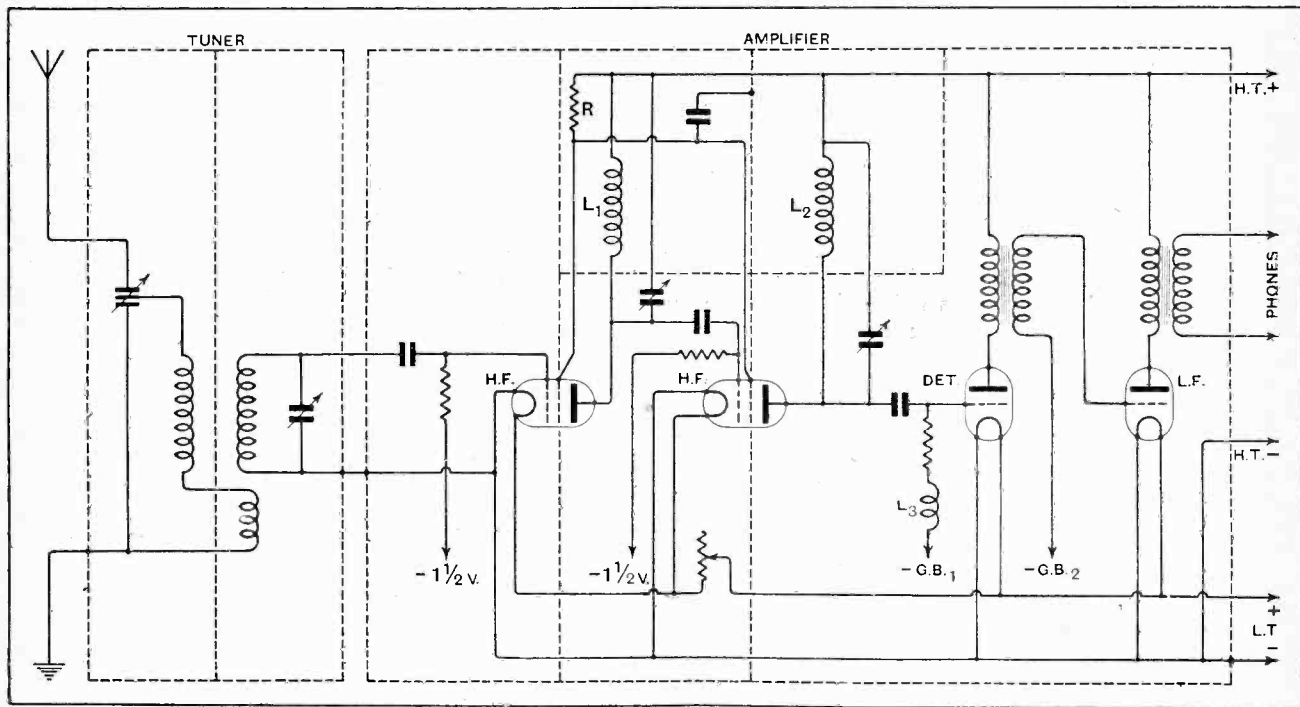 TUNER
AMPLIFIER
H.T.+
R
L₁
L₂
PHONES
H.F.
H.F.
DET.
L.F.
H.T.-
L₃
-1½ V.
-1½ V.
-G.B.₁
-G.B.₂
+
L.T
-